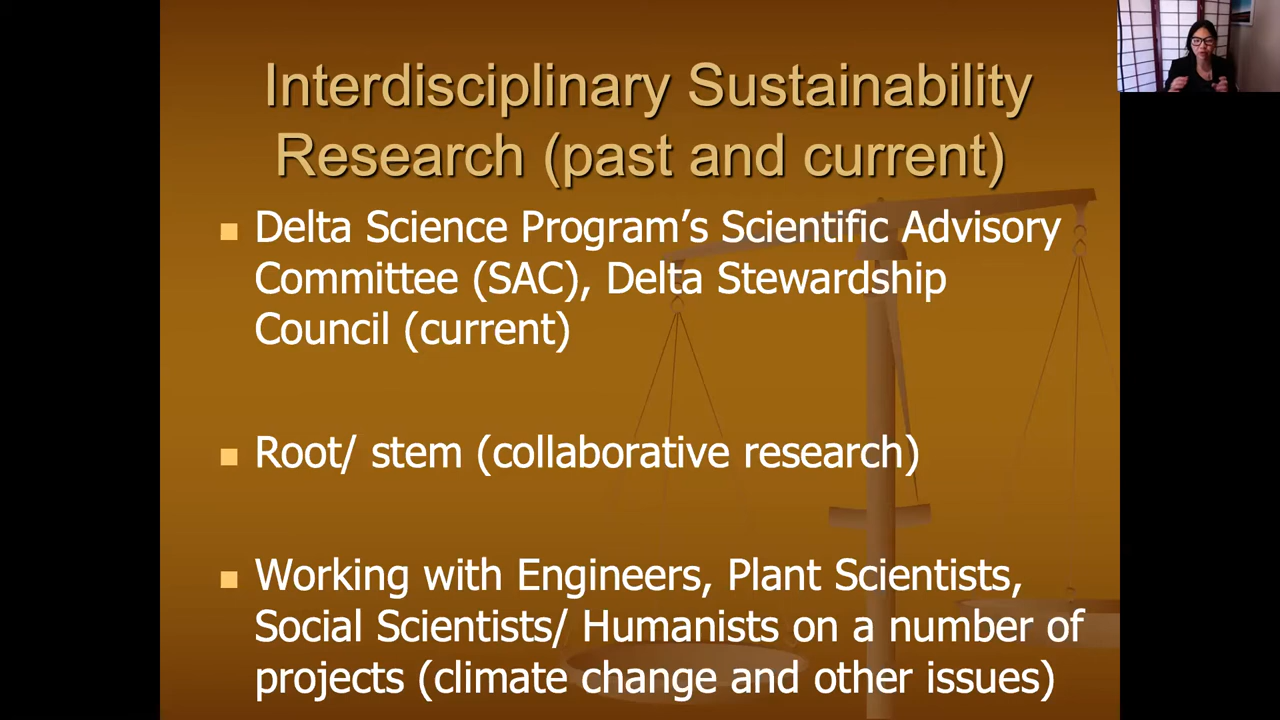 Interdisciplinary Sustainability
Research (past and current)
Delta Science Program’s Scientific Advisory
Committee (SAC), Delta Stewardship
Council (current)
Root/ stem (collaborative research)
Working with Engineers, Plant Scientists,
Social Scientists/ Humanists on a number of
projects (climate change and other issues)